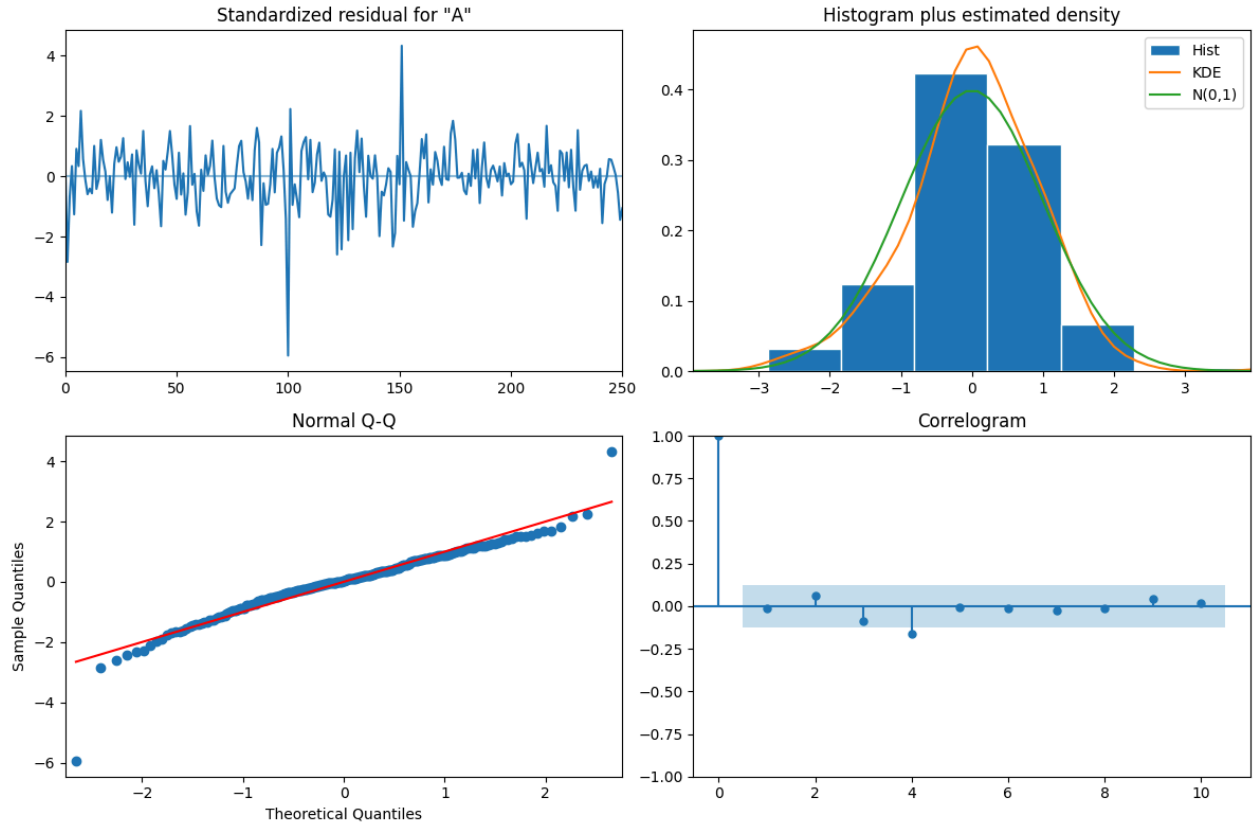 Standardized residual for "A"
4
2
0
−2
−4
−6
0 50 100 150 200 250
Histogram plus estimated density
Hist
KDE
N(0,1)
0.4
0.3
0.2
0.1
0.0
−3 −2 −1 0 1 2 3
Normal Q-Q
Sample Quantiles
4
2
0
−2
−4
−6
−2 −1 0 1 2
Theoretical Quantiles
Correlogram
1.00
0.75
0.50
0.25
0.00
−0.25
−0.50
−0.75
−1.00
0 2 4 6 8 10